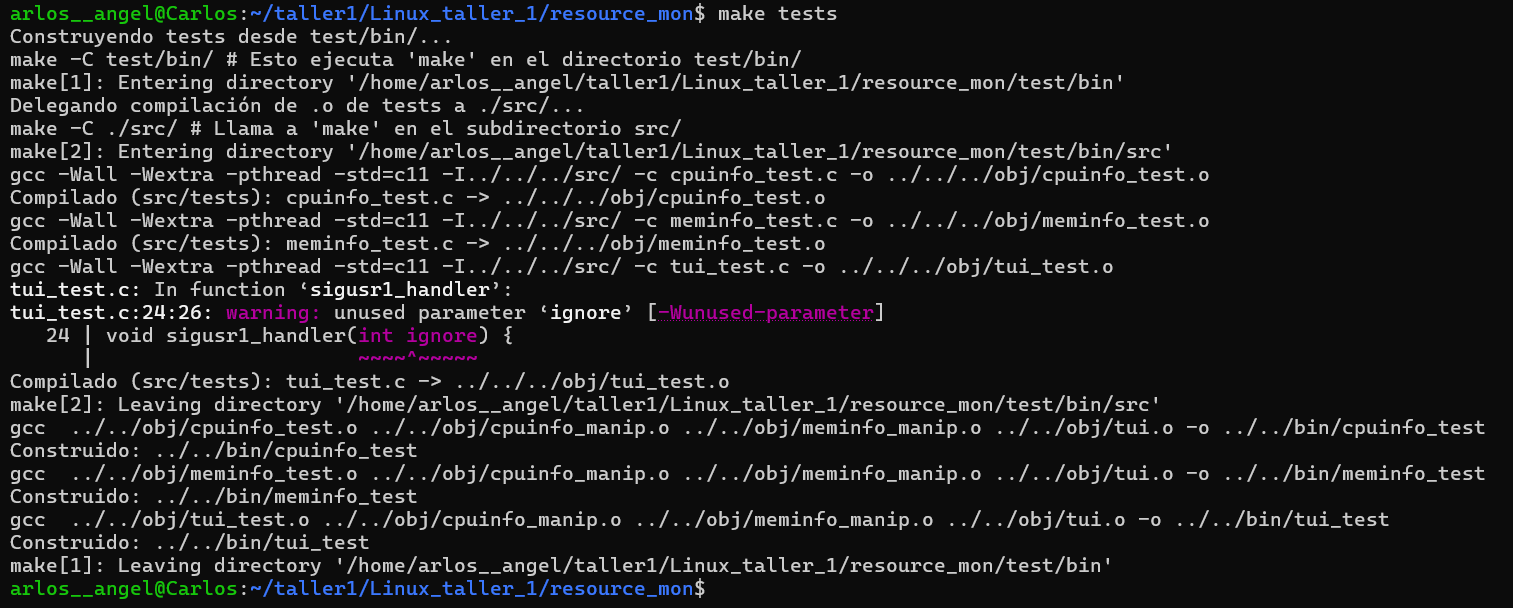 arlos__angel@Carlos:~/taller1/Linux_taller_1/resource_mon$ make tests
Construyendo tests desde test/bin/...
make -C test/bin/ # Esto ejecuta 'make' en el directorio test/bin/
make[1]: Entering directory '/home/arlos__angel/taller1/Linux_taller_1/resource_mon/test/bin'
Delegando compilación de .o de tests a ./src/...
make -C ./src/ # Llama a 'make' en el subdirectorio src/
make[2]: Entering directory '/home/arlos__angel/taller1/Linux_taller_1/resource_mon/test/bin/src'
gcc -Wall -Wextra -pthread -std=c11 -I../../../src/ -c cpuinfo_test.c -o ../../../obj/cpuinfo_test.o
Compilado (src/tests): cpuinfo_test.c -> ../../../obj/cpuinfo_test.o
gcc -Wall -Wextra -pthread -std=c11 -I../../../src/ -c meminfo_test.c -o ../../../obj/meminfo_test.o
Compilado (src/tests): meminfo_test.c -> ../../../obj/meminfo_test.o
gcc -Wall -Wextra -pthread -std=c11 -I../../../src/ -c tui_test.c -o ../../../obj/tui_test.o
tui_test.c: In function ‘sigusr1_handler’:
tui_test.c:24:26: warning: unused parameter ‘ignore’ [-Wunused-parameter]
   24 | void sigusr1_handler(int ignore) {
      |                      ~~~~^~~~~~
Compilado (src/tests): tui_test.c -> ../../../obj/tui_test.o
make[2]: Leaving directory '/home/arlos__angel/taller1/Linux_taller_1/resource_mon/test/bin/src'
gcc  ../../obj/cpuinfo_test.o ../../obj/cpuinfo_manip.o ../../obj/meminfo_manip.o ../../obj/tui.o -o ../../bin/cpuinfo_test
Construido: ../../bin/cpuinfo_test
gcc  ../../obj/meminfo_test.o ../../obj/cpuinfo_manip.o ../../obj/meminfo_manip.o ../../obj/tui.o -o ../../bin/meminfo_test
Construido: ../../bin/meminfo_test
gcc  ../../obj/tui_test.o ../../obj/cpuinfo_manip.o ../../obj/meminfo_manip.o ../../obj/tui.o -o ../../bin/tui_test
Construido: ../../bin/tui_test
make[1]: Leaving directory '/home/arlos__angel/taller1/Linux_taller_1/resource_mon/test/bin'
arlos__angel@Carlos:~/taller1/Linux_taller_1/resource_mon$